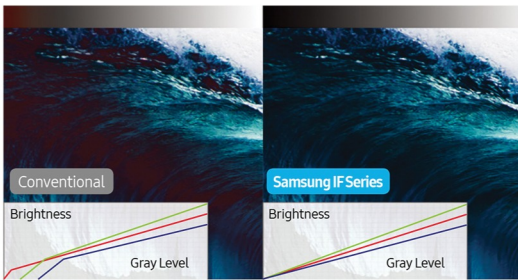 Conventional
Samsung IF Series
Brightness
Gray Level
Brightness
Gray Level